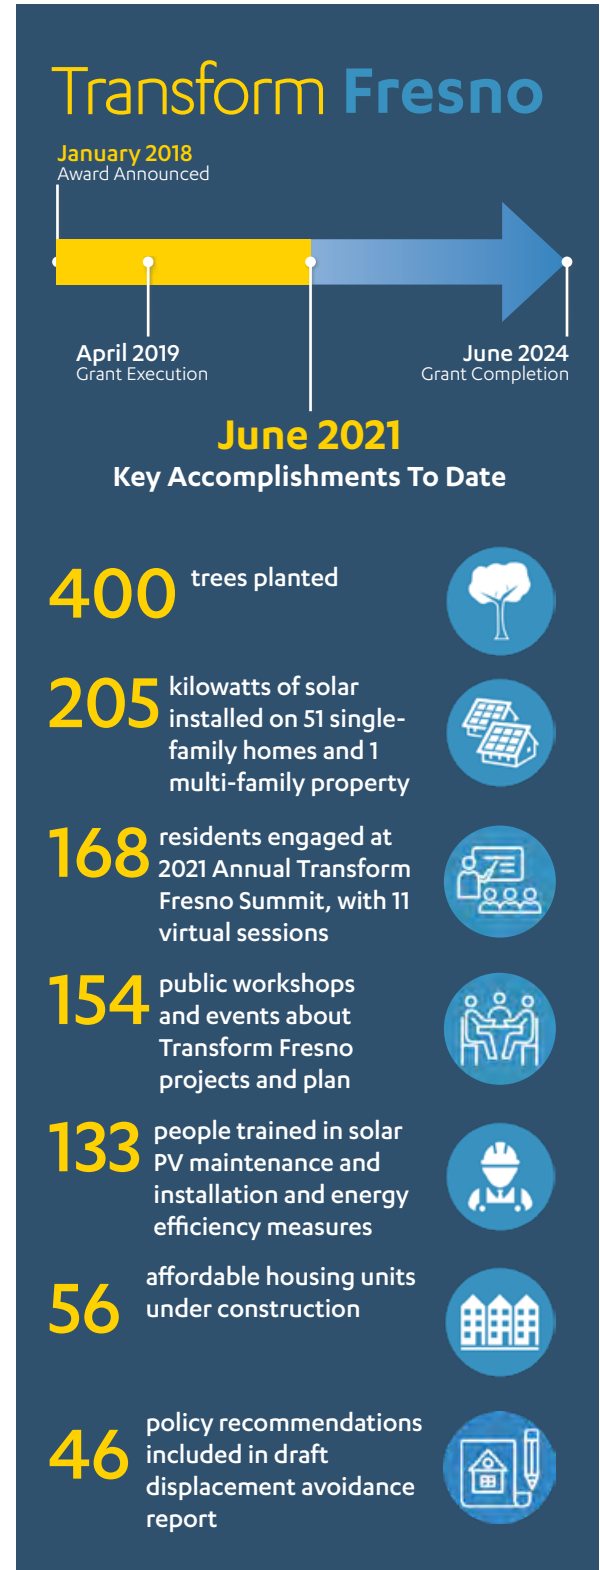 Transform Fresno
January 2018
Award Announced
April 2019
Grant Execution
June 2024
Grant Completion
June 2021
Key Accomplishments To Date
400 trees planted
205 kilowatts of solar
installed on 51 single-
family homes and 1
multi-family property
168 residents engaged at
2021 Annual Transform
Fresno Summit, with 11
virtual sessions
154 public workshops
and events about
Transform Fresno
projects and plan
133 people trained in solar
PV maintenance and
installation and energy
efficiency measures
56 affordable housing units
under construction
46 policy recommendations
included in draft
displacement avoidance
report